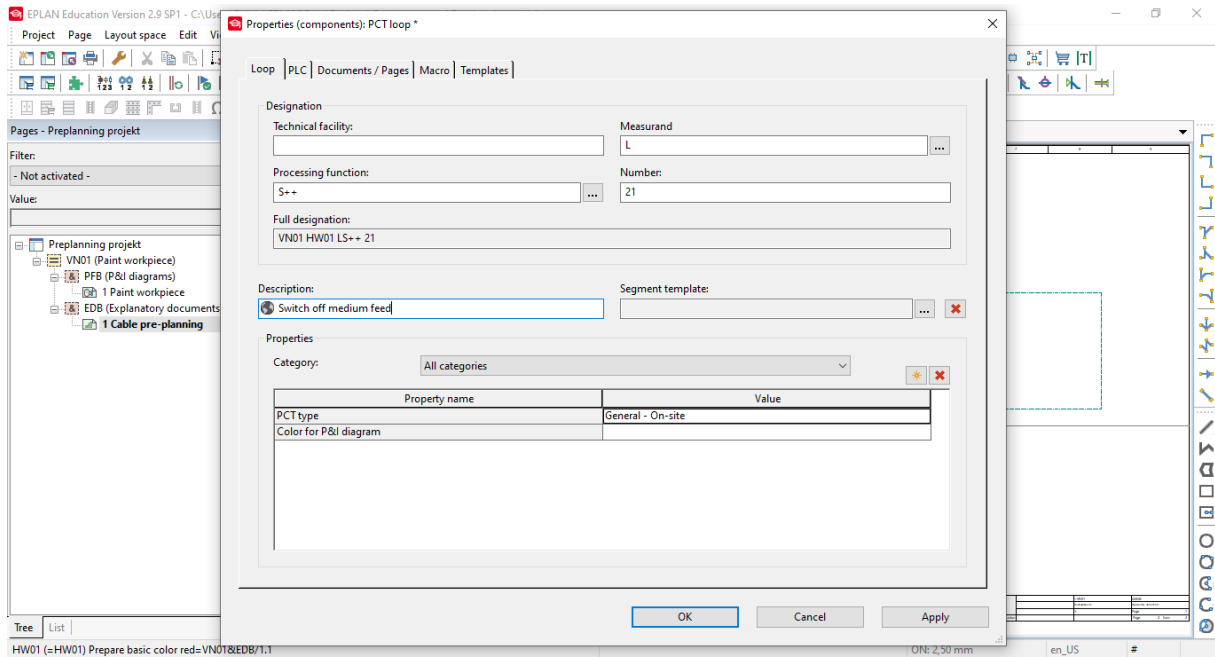 EPLAN Education Version 2.9 SP1 - C:\Use
Properties (components): PCT loop *
Project Page Layout space Edit Vi
Loop PLC Documents / Pages Macro Templates
Pages - Preplanning projekt
Filter:
- Not activated -
Value:
Preplanning projekt
VN01 (Paint workpiece)
PFB (P&I diagrams)
1 Paint workpiece
EDB (Explanatory documents
1 Cable pre-planning
Tree List
Designation
Technical facility:
Measurand
L
...
Processing function:
Number:
S++
...
21
Full designation:
VN01 HW01 LS++ 21
Description:
Segment template:
Switch off medium feed
...
Properties
Category:
All categories
Property name Value
PCT type General - On-site
Color for P&I diagram
OK Cancel Apply
HW01 (=HW01) Prepare basic color red=VN01&EDB/1.1
ON: 2,50 mm
en_US
#